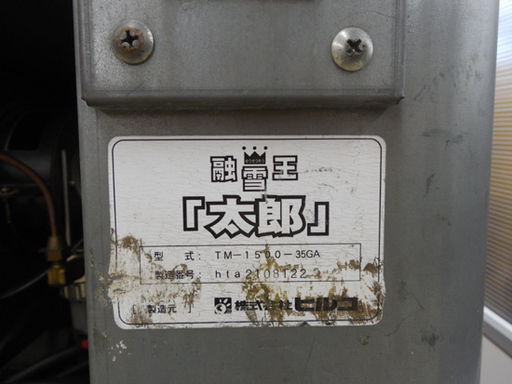 融雪王
「太郎」
型 式: TM-1500-35GA
製造番号: hta2108122
製造元 株式会社 ヒルコ